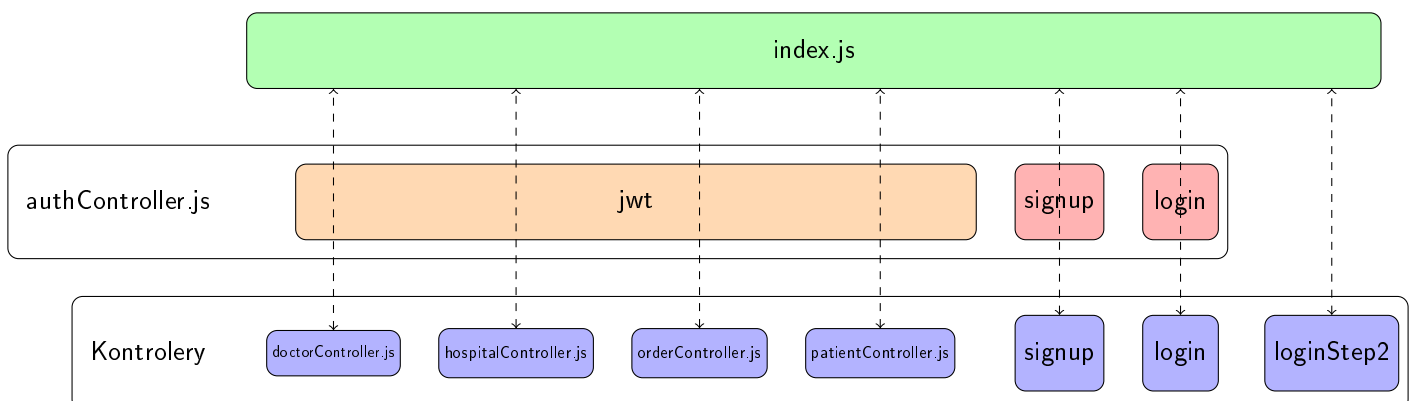 index.js
authController.js
jwt
signup
login
Kontrolery
doctorController.js
hospitalController.js
orderController.js
patientController.js
signup
login
loginStep2